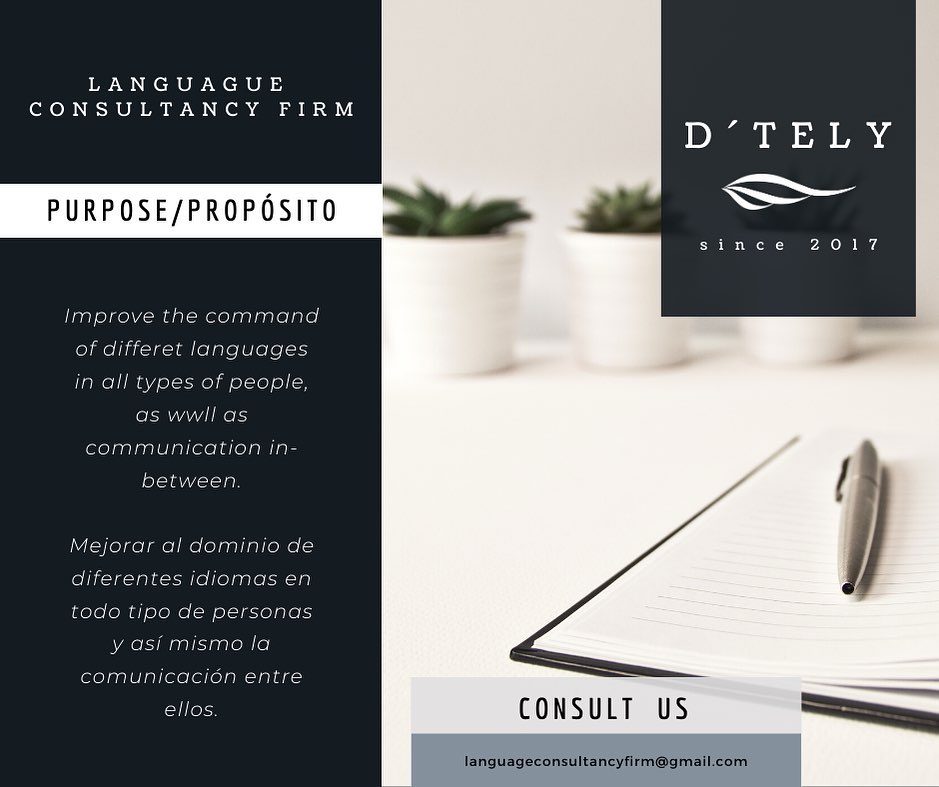 LANGUAGUE
CONSULTANCY FIRM
PURPOSE/PROPÓSITO
Improve the command
of differet languages
in all types of people,
as wwll as
communication in-
between.
Mejorar al dominio de
diferentes idiomas en
todo tipo de personas
y así mismo la
comunicación entre
ellos.
D´TELY
since 2017
CONSULT US
languageconsultancyfirm@gmail.com